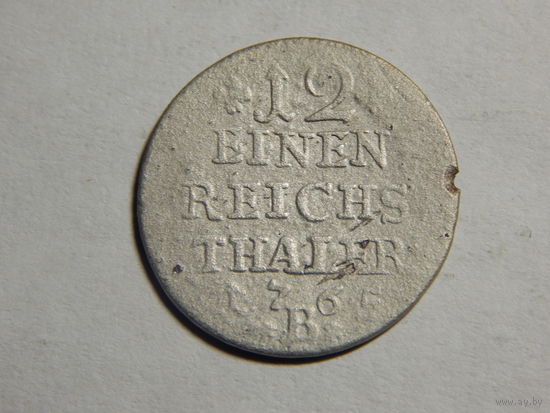 12
EINEN
REICHS
THALER
B
www.ay.by